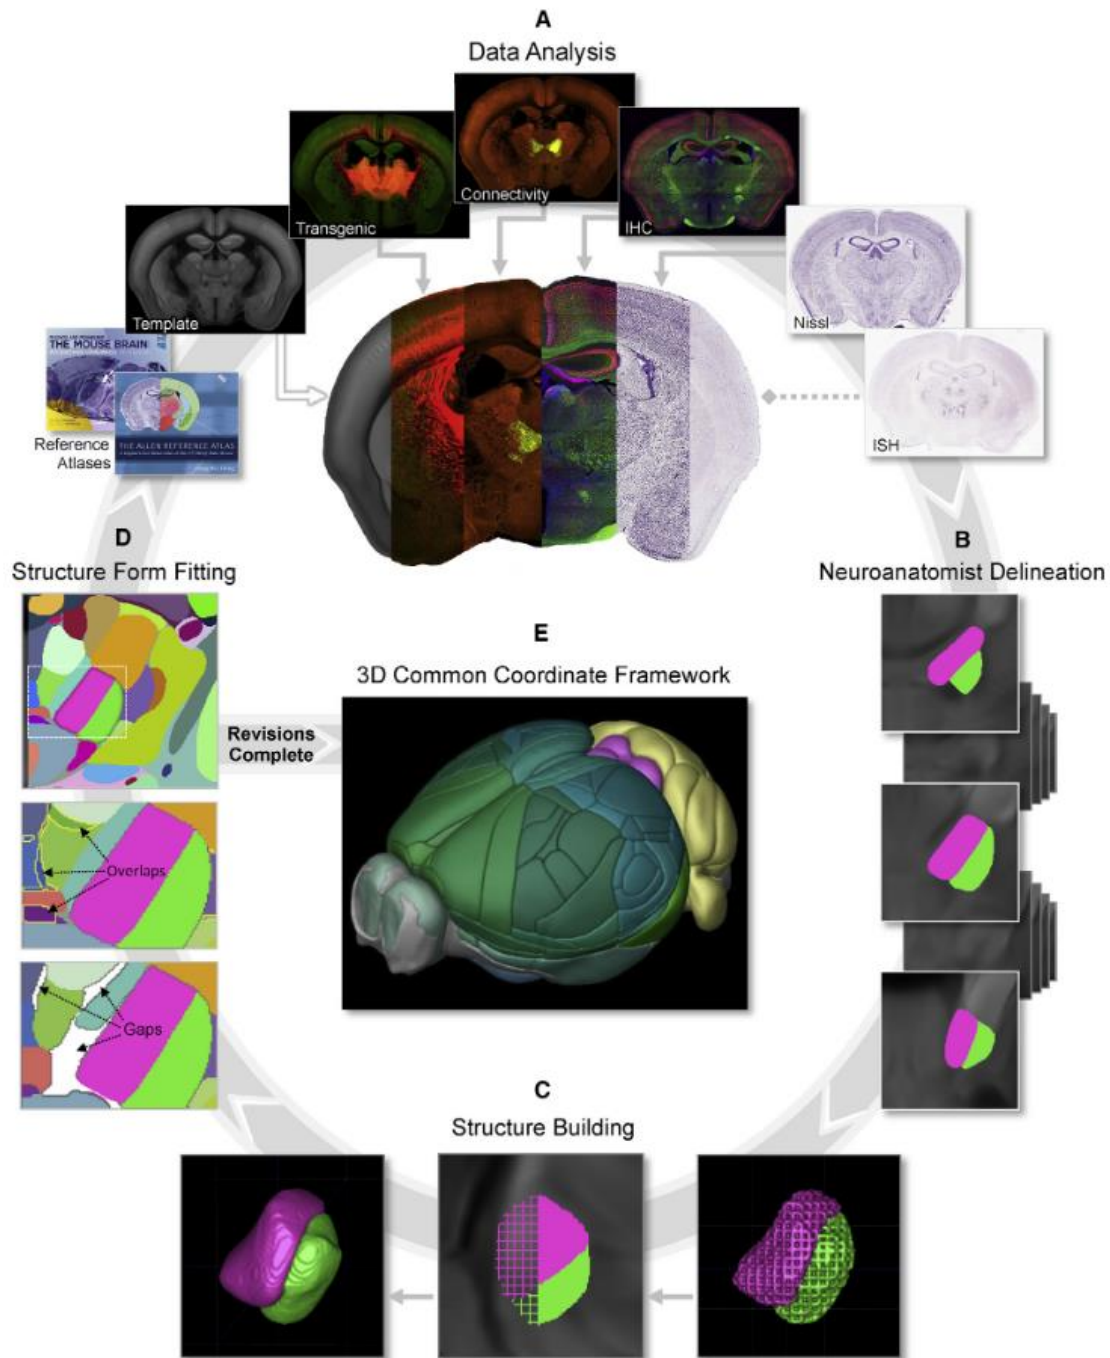 A
Data Analysis
Connectivity
Transgenic
IHC
Template
Nissl
THE MOUSE BRAIN
ISH
Reference
Atlases
THE ALLEN REFERENCE ATLAS
D
Structure Form Fitting
B
Neuroanatomist Delineation
E
3D Common Coordinate Framework
Revisions
Complete
Overlaps
Gaps
C
Structure Building